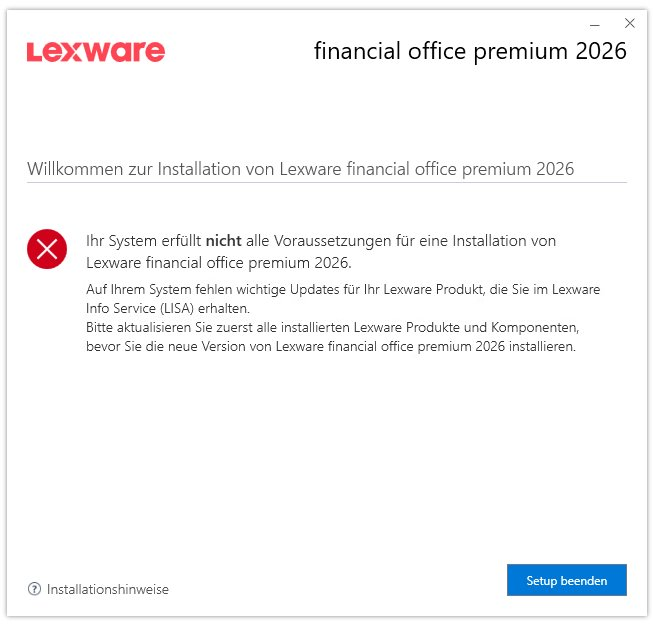 Lexware
financial office premium 2026
Willkommen zur Installation von Lexware financial office premium 2026
Ihr System erfüllt nicht alle Voraussetzungen für eine Installation von
Lexware financial office premium 2026.
Auf Ihrem System fehlen wichtige Updates für Ihr Lexware Produkt, die Sie im Lexware
Info Service (LISA) erhalten.
Bitte aktualisieren Sie zuerst alle installierten Lexware Produkte und Komponenten,
bevor Sie die neue Version von Lexware financial office premium 2026 installieren.
? Installationshinweise
Setup beenden